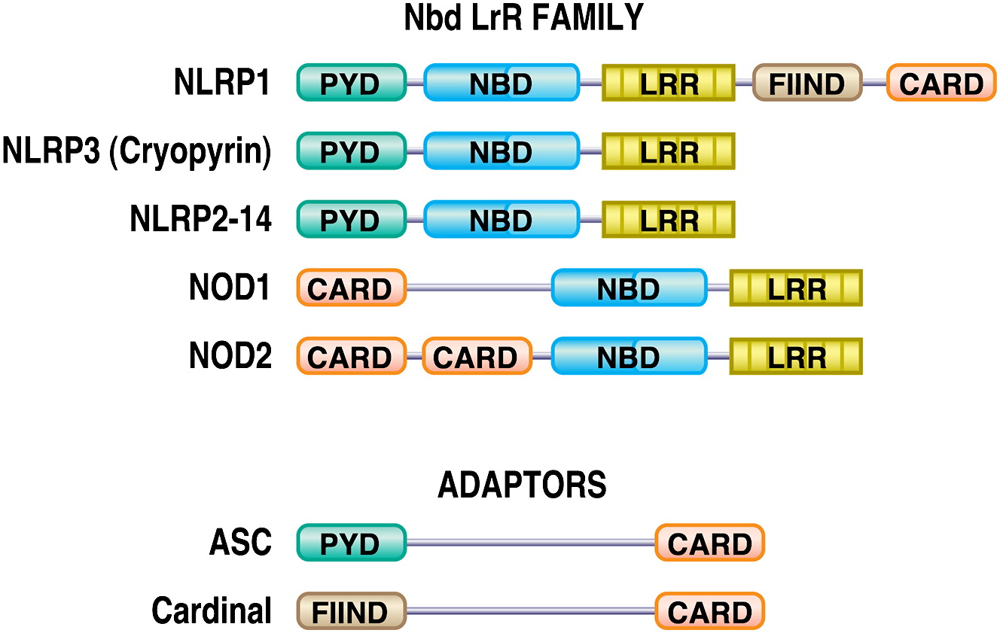 Nbd LrR FAMILY
NLRP1 PYD NBD LRR FIIND CARD
NLRP3 (Cryopyrin) PYD NBD LRR
NLRP2-14 PYD NBD LRR
NOD1 CARD NBD LRR
NOD2 CARD CARD NBD LRR
ADAPTORS
ASC PYD CARD
Cardinal FIIND CARD